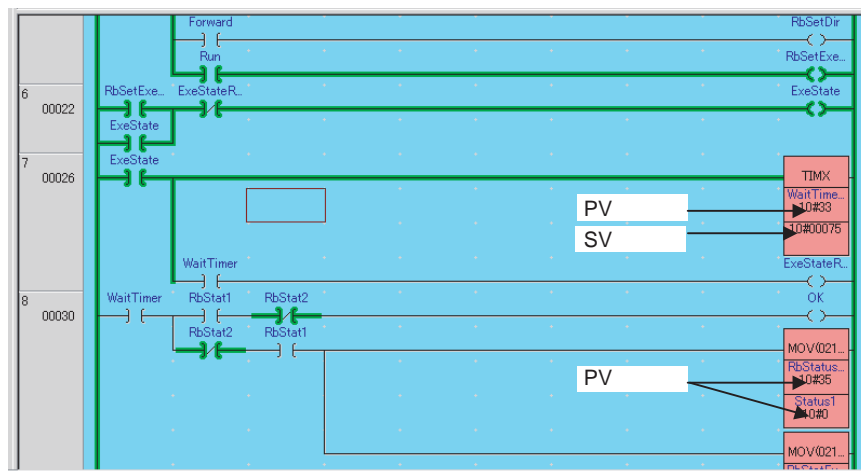 Forward RbSetDir
Run RbSetExe...
6 RbSetExe... ExeStateR... ExeState
00022
ExeState
7 ExeState
00026 TIMX
WaitTime...
PV 10#33
SV 10#00075
WaitTimer ExeStateR...
8 WaitTimer RbStat1 RbStat2 OK
00030
RbStat2 RbStat1
MOV(021...
RbStatus...
PV 10#35
Status1
10#0
MOV(021...